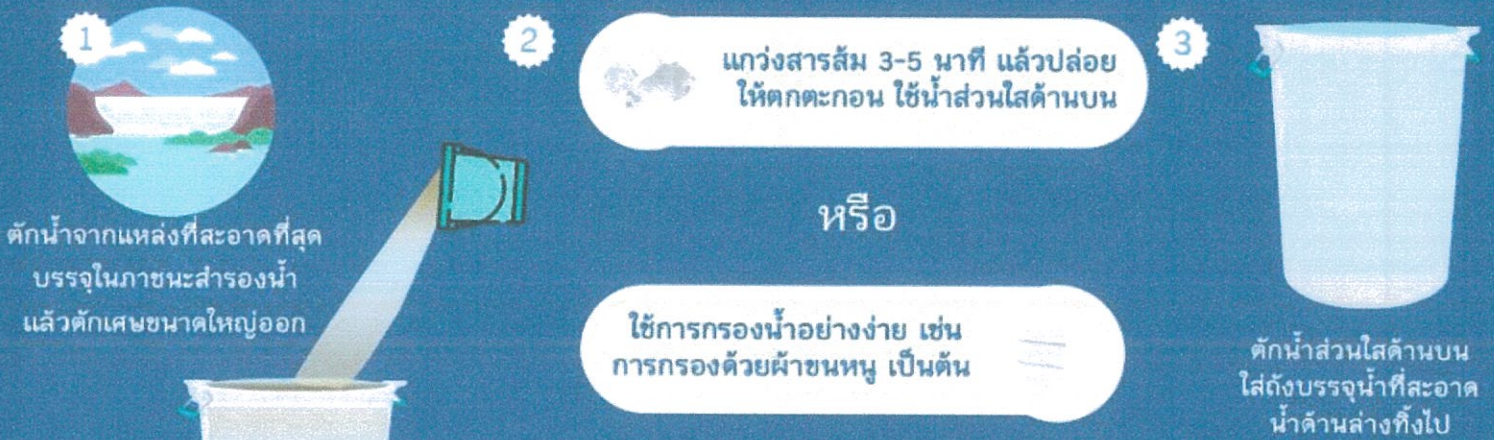 1
ตักน้ำจากแหล่งที่สะอาดที่สุด
บรรจุในภาชนะสำรองน้ำ
แล้วตักเศษขนาดใหญ่ออก
2
แกว่งสารส้ม 3-5 นาที แล้วปล่อย
ให้ตกตะกอน ใช้น้ำส่วนใสด้านบน
หรือ
ใช้การกรองน้ำอย่างง่าย เช่น
การกรองด้วยผ้าขนหนู เป็นต้น
3
ตักน้ำส่วนใสด้านบน
ใส่ถังบรรจุน้ำที่สะอาด
น้ำด้านล่างทิ้งไป